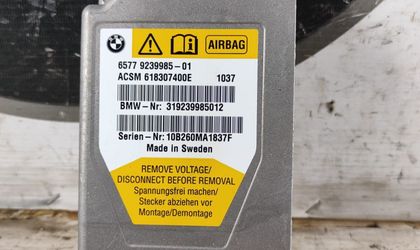 BMW
AIRBAG
6577 9239985-01
ACSM 618307400E 1037
BMW-Nr: 319239985012
Serien-Nr:10B260MA1837F
Made in Sweden
REMOVE VOLTAGE/
DISCONNECT BEFORE REMOVAL
Spannungsfrei machen/
Stecker abziehen vor
Montage/Demontage